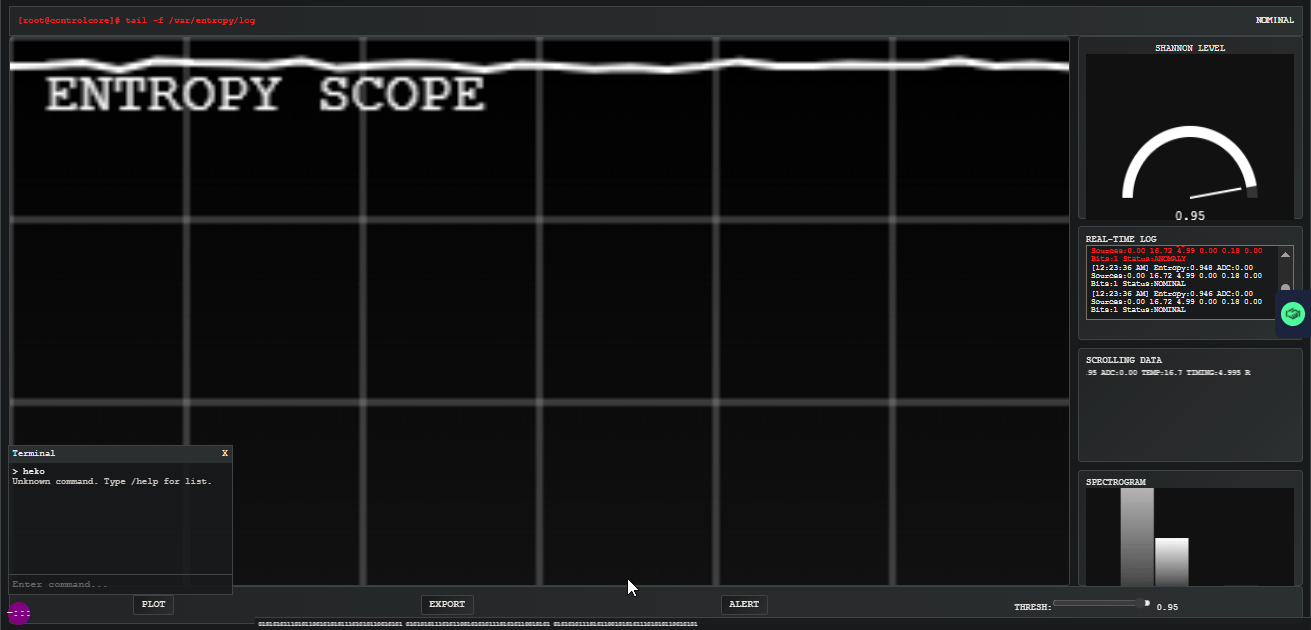 [root@controlcore]# tail -f /var/entropy/log
NOMINAL
ENTROPY SCOPE
SHANNON LEVEL
0.95
REAL-TIME LOG
Sources:0.00 16.72 4.99 0.00 0.18 0.00
Bits:1 Status:ANOMALY
[12:23:36 AM] Entropy:0.948 ADC:0.00
Sources:0.00 16.72 4.99 0.00 0.18 0.00
Bits:1 Status:NOMINAL
[12:23:36 AM] Entropy:0.946 ADC:0.00
Sources:0.00 16.72 4.99 0.00 0.18 0.00
Bits:1 Status:NOMINAL
SCROLLING DATA
.95 ADC:0.00 TEMP:16.7 TIMING:4.995 R
SPECTROGRAM
Terminal X
> heko
Unknown command. Type /help for list.
Enter command...
PLOT
EXPORT
ALERT
THRESH:
0.95